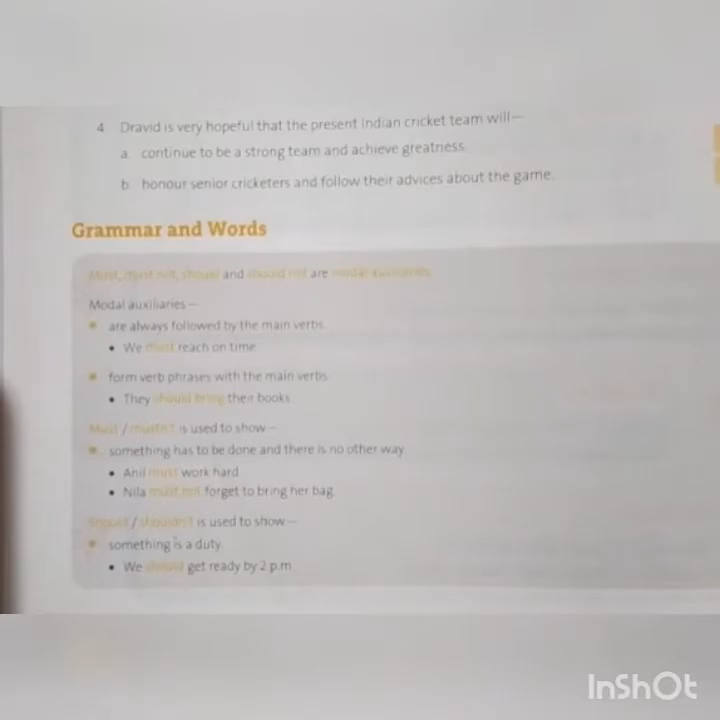 4. Dravid is very hopeful that the present Indian cricket team will—
a. continue to be a strong team and achieve greatness.
b. honour senior cricketers and follow their advices about the game.
Grammar and Words
Must, must not, should and should not are modal auxiliaries.
Modal auxiliaries—
are always followed by the main verbs.
• We must reach on time.
form verb phrases with the main verbs.
• They should bring their books.
Must / mustn't is used to show—
something has to be done and there is no other way.
• Anil must work hard.
• Nila must not forget to bring her bag.
Should / shouldn't is used to show—
something is a duty.
• We should get ready by 2 p.m.
InShOt